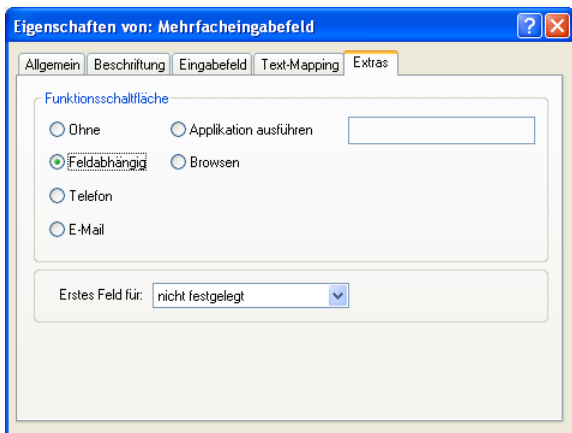 Eigenschaften von: Mehrfacheingabefeld
Allgemein Beschriftung Eingabefeld Text-Mapping Extras
Funktionsschaltfläche
Ohne Applikation ausführen
Feldabhängig Browsen
Telefon
E-Mail
Erstes Feld für: nicht festgelegt